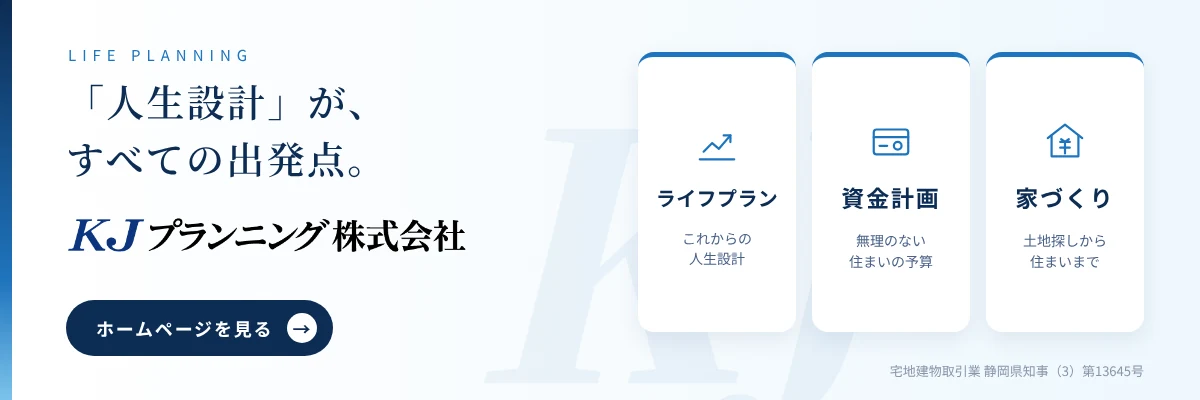 LIFE PLANNING
「人生設計」が、
すべての出発点。
KJプランニング株式会社
ホームページを見る
ライフプラン
これからの
人生設計
資金計画
無理のない
住まいの予算
家づくり
土地探しから
住まいまで
宅地建物取引業 静岡県知事（3）第13645号
KJ